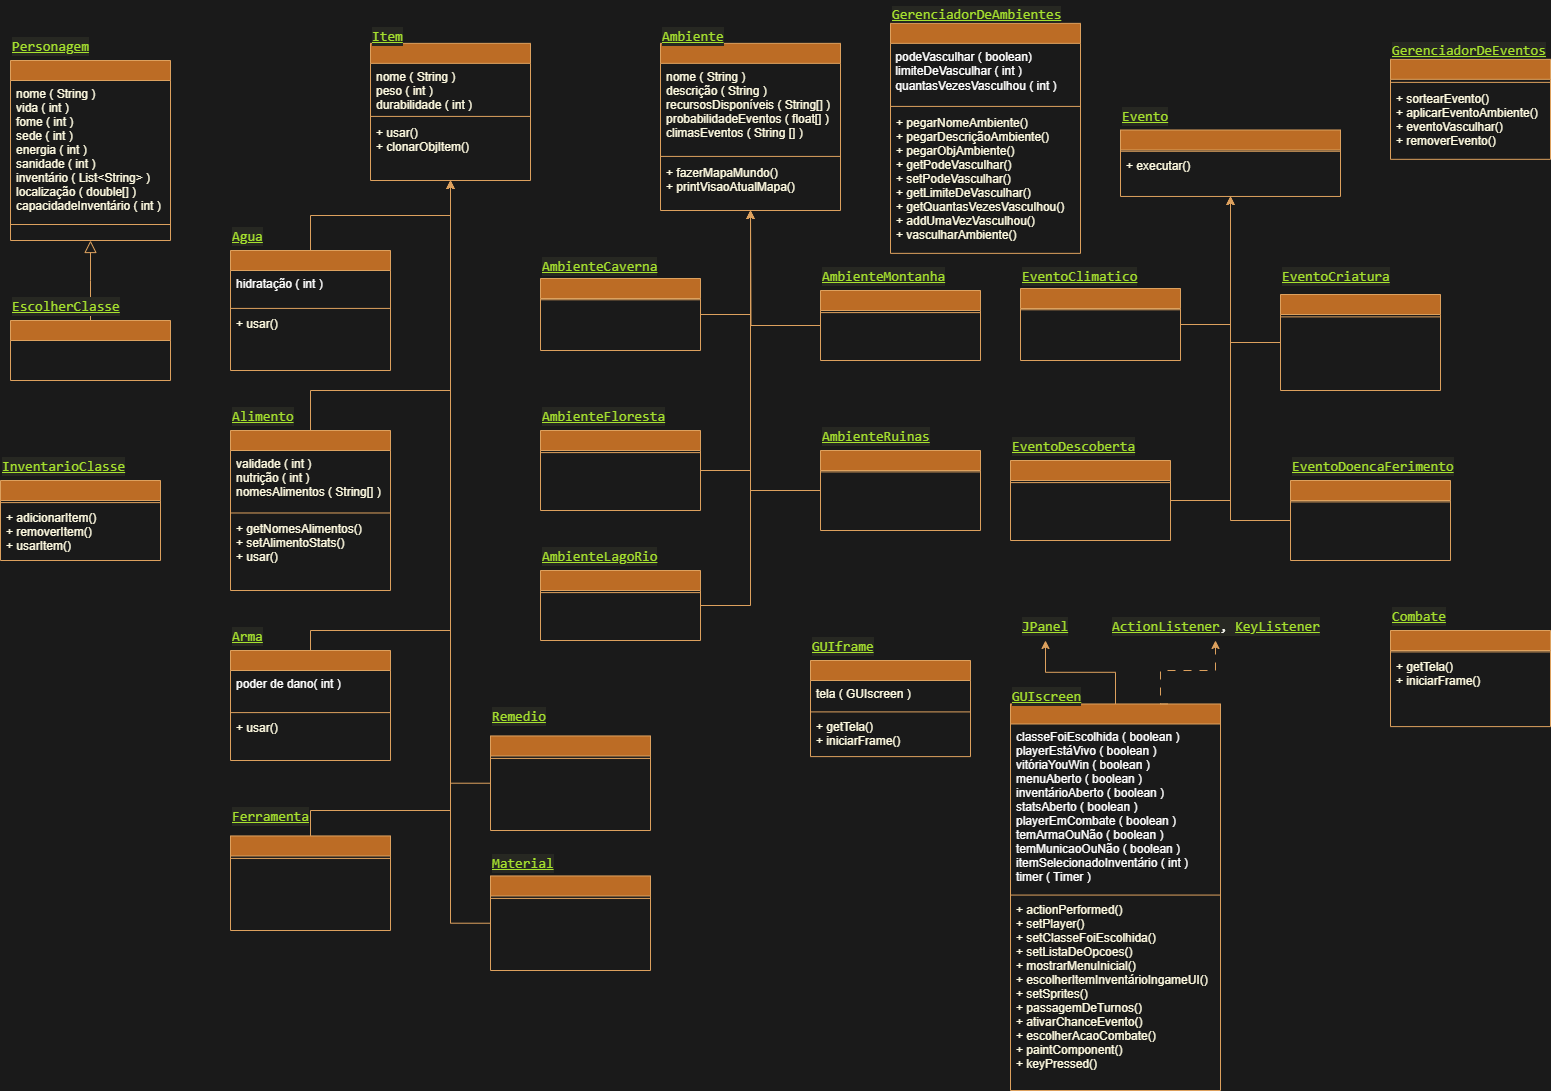 Personagem
nome ( String )
vida ( int )
fome ( int )
sede ( int )
energia ( int )
sanidade ( int )
inventário ( List<String> )
localização ( double[] )
capacidadeInventário ( int )
EscolherClasse
InventarioClasse
+ adicionarItem()
+ removerItem()
+ usarItem()
Item
nome ( String )
peso ( int )
durabilidade ( int )
+ usar()
+ clonarObjItem()
Agua
hidratação ( int )
+ usar()
Alimento
validade ( int )
nutrição ( int )
nomesAlimentos ( String[] )
+ getNomesAlimentos()
+ setAlimentoStats()
+ usar()
Arma
poder de dano( int )
+ usar()
Ferramenta
Remedio
Material
Ambiente
nome ( String )
descrição ( String )
recursosDisponíveis ( String[] )
probabilidadeEventos ( float[] )
climasEventos ( String [] )
+ fazerMapaMundo()
+ printVisaoAtualMapa()
AmbienteCaverna
AmbienteMontanha
AmbienteFloresta
AmbienteRuinas
AmbienteLagoRio
GerenciadorDeAmbientes
podeVasculhar ( boolean)
limiteDeVasculhar ( int )
quantasVezesVasculhou ( int )
+ pegarNomeAmbiente()
+ pegarDescriçãoAmbiente()
+ pegarObjAmbiente()
+ getPodeVasculhar()
+ setPodeVasculhar()
+ getLimiteDeVasculhar()
+ getQuantasVezesVasculhou()
+ addUmaVezVasculhou()
+ vasculharAmbiente()
Evento
+ executar()
EventoClimatico
EventoCriatura
EventoDescoberta
EventoDoencaFerimento
GerenciadorDeEventos
+ sortearEvento()
+ aplicarEventoAmbiente()
+ eventoVasculhar()
+ removerEvento()
GUIframe
tela ( GUIscreen )
+ getTela()
+ iniciarFrame()
JPanel
ActionListener, KeyListener
GUIscreen
classeFoiEscolhida ( boolean )
playerEstáVivo ( boolean )
vitóriaYouWin ( boolean )
menuAberto ( boolean )
inventárioAberto ( boolean )
statsAberto ( boolean )
playerEmCombate ( boolean )
temArmaOuNão ( boolean )
temMunicaoOuNão ( boolean )
itemSelecionadoInventário ( int )
timer ( Timer )
+ actionPerformed()
+ setPlayer()
+ setClasseFoiEscolhida()
+ setListaDeOpcoes()
+ mostrarMenuInicial()
+ escolherItemInventárioIngameUI()
+ setSprites()
+ passagemDeTurnos()
+ ativarChanceEvento()
+ escolherAcaoCombate()
+ paintComponent()
+ keyPressed()
Combate
+ getTela()
+ iniciarFrame()